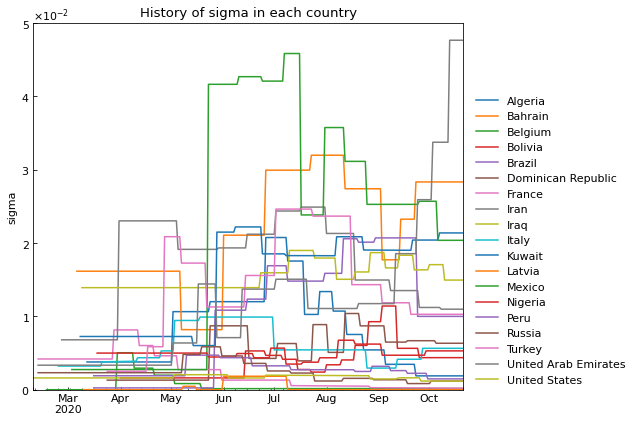 History of sigma in each country
×10⁻²
5
4
3
2
1
0
sigma
Mar Apr May Jun Jul Aug Sep Oct
2020
Algeria
Bahrain
Belgium
Bolivia
Brazil
Dominican Republic
France
Iran
Iraq
Italy
Kuwait
Latvia
Mexico
Nigeria
Peru
Russia
Turkey
United Arab Emirates
United States